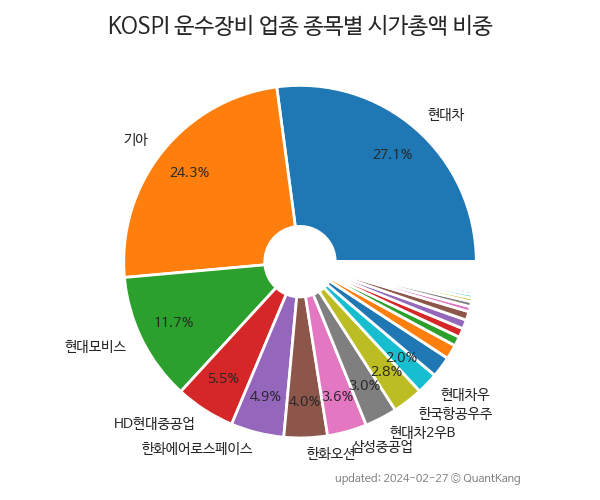 KOSPI 운수장비 업종 종목별 시가총액 비중
현대차
27.1%
기아
24.3%
현대모비스
11.7%
HD현대중공업
5.5%
한화에어로스페이스
4.9%
한화오션
4.0%
삼성중공업
3.6%
현대차2우B
3.0%
한국항공우주
2.8%
현대차우
2.0%
updated: 2024-02-27 © QuantKang